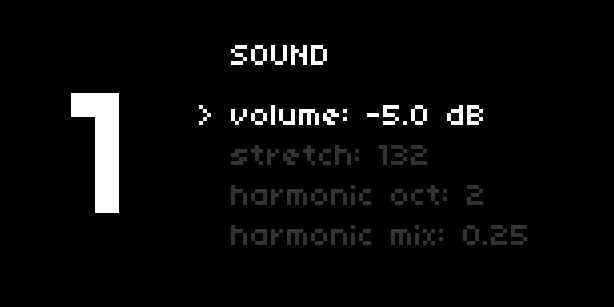 SOUND
1
> volume: -5.0 dB
stretch: 132
harmonic oct: 2
harmonic mix: 0.25